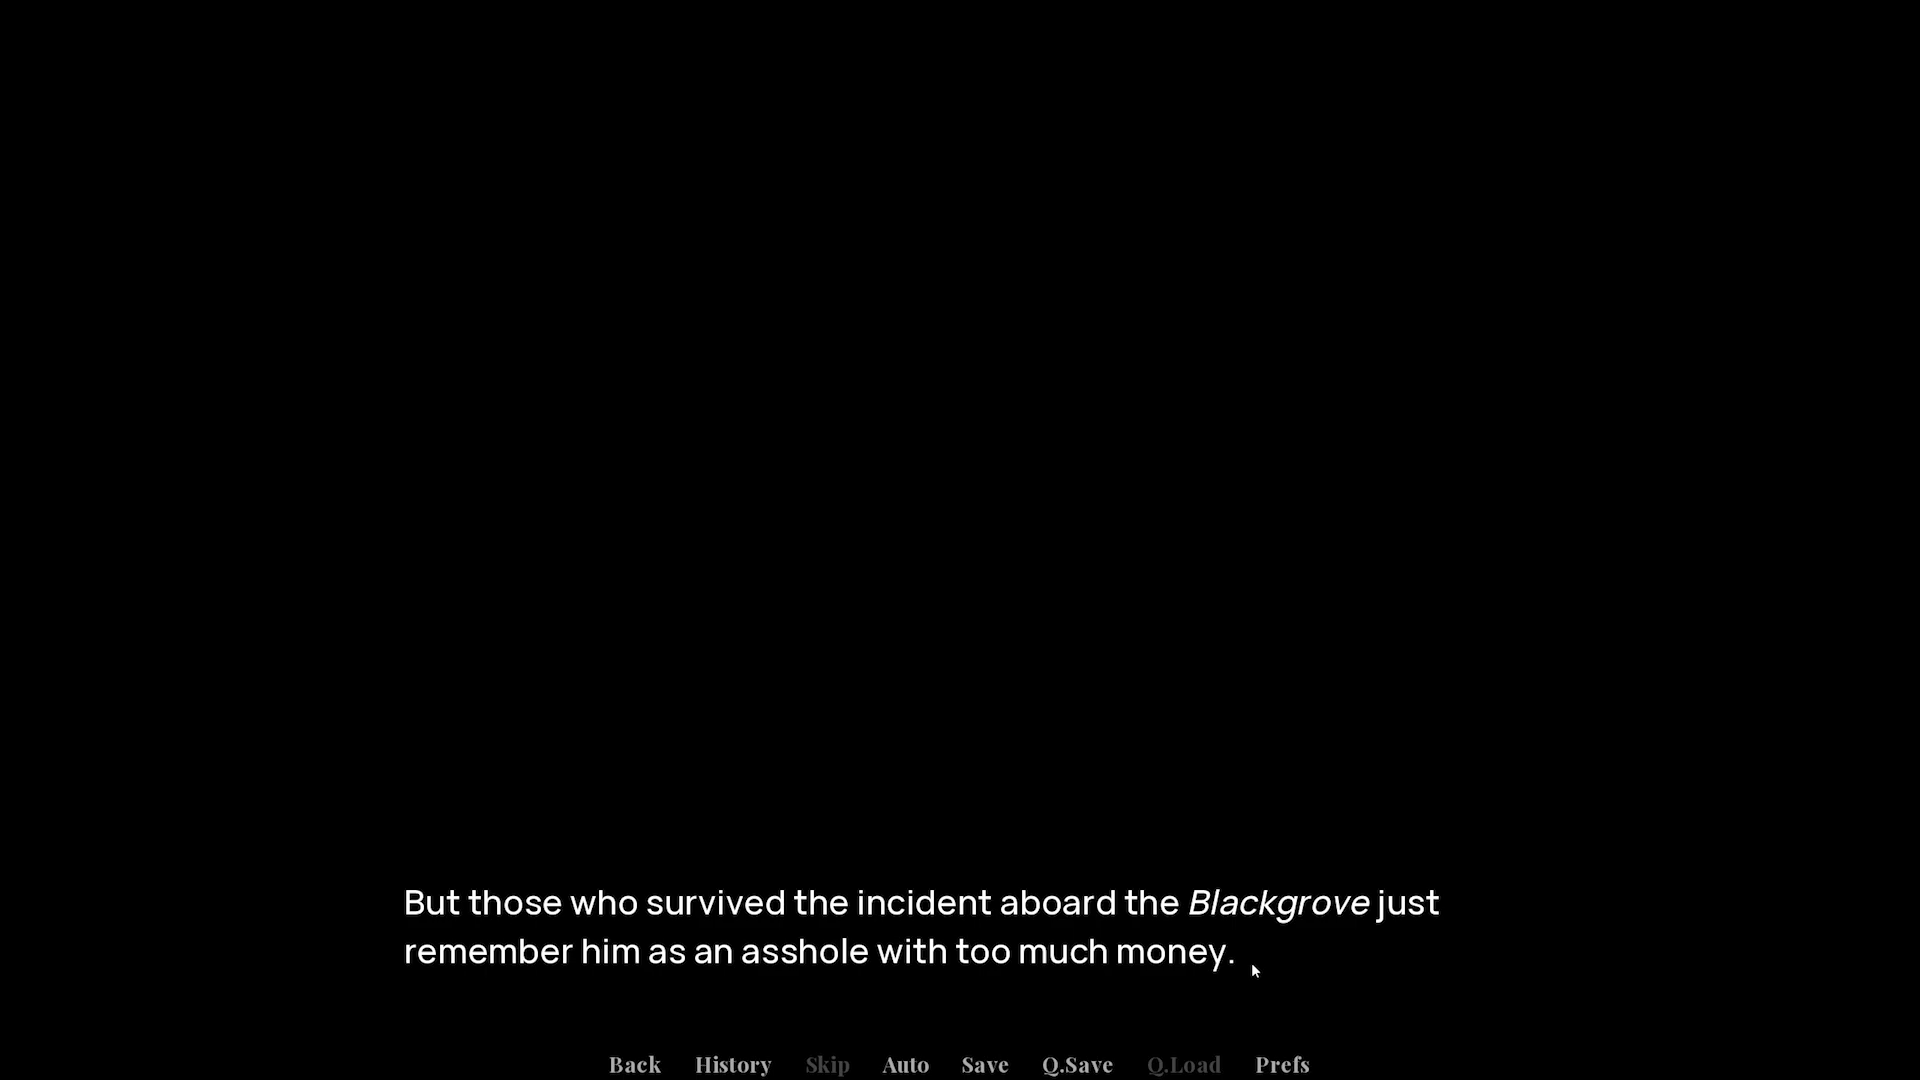 But those who survived the incident aboard the Blackgrove just
remember him as an asshole with too much money.
Back History Skip Auto Save Q.Save Q.Load Prefs